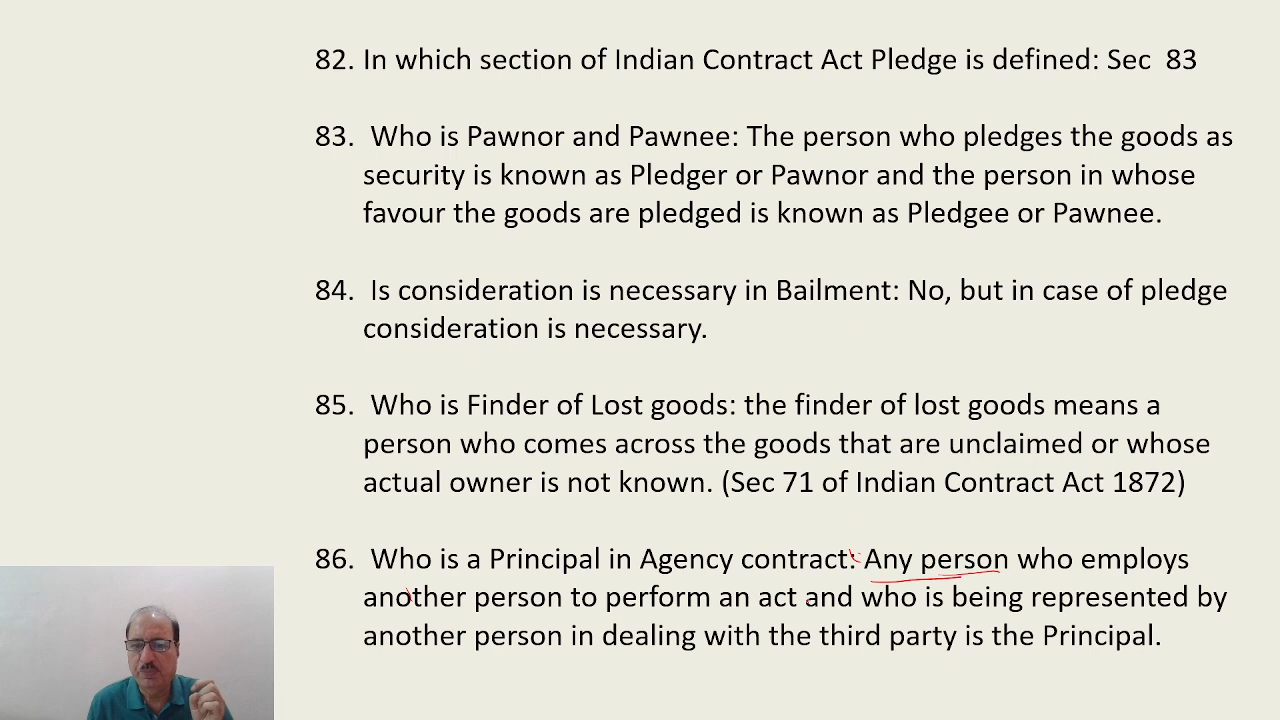 82. In which section of Indian Contract Act Pledge is defined: Sec 83
83. Who is Pawnor and Pawnee: The person who pledges the goods as
security is known as Pledger or Pawnor and the person in whose
favour the goods are pledged is known as Pledgee or Pawnee.
84. Is consideration is necessary in Bailment: No, but in case of pledge
consideration is necessary.
85. Who is Finder of Lost goods: the finder of lost goods means a
person who comes across the goods that are unclaimed or whose
actual owner is not known. (Sec 71 of Indian Contract Act 1872)
86. Who is a Principal in Agency contract: Any person who employs
another person to perform an act and who is being represented by
another person in dealing with the third party is the Principal.